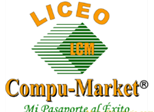 LICEO
LCM
Compu-Market®
Mi Pasaporte al Éxito